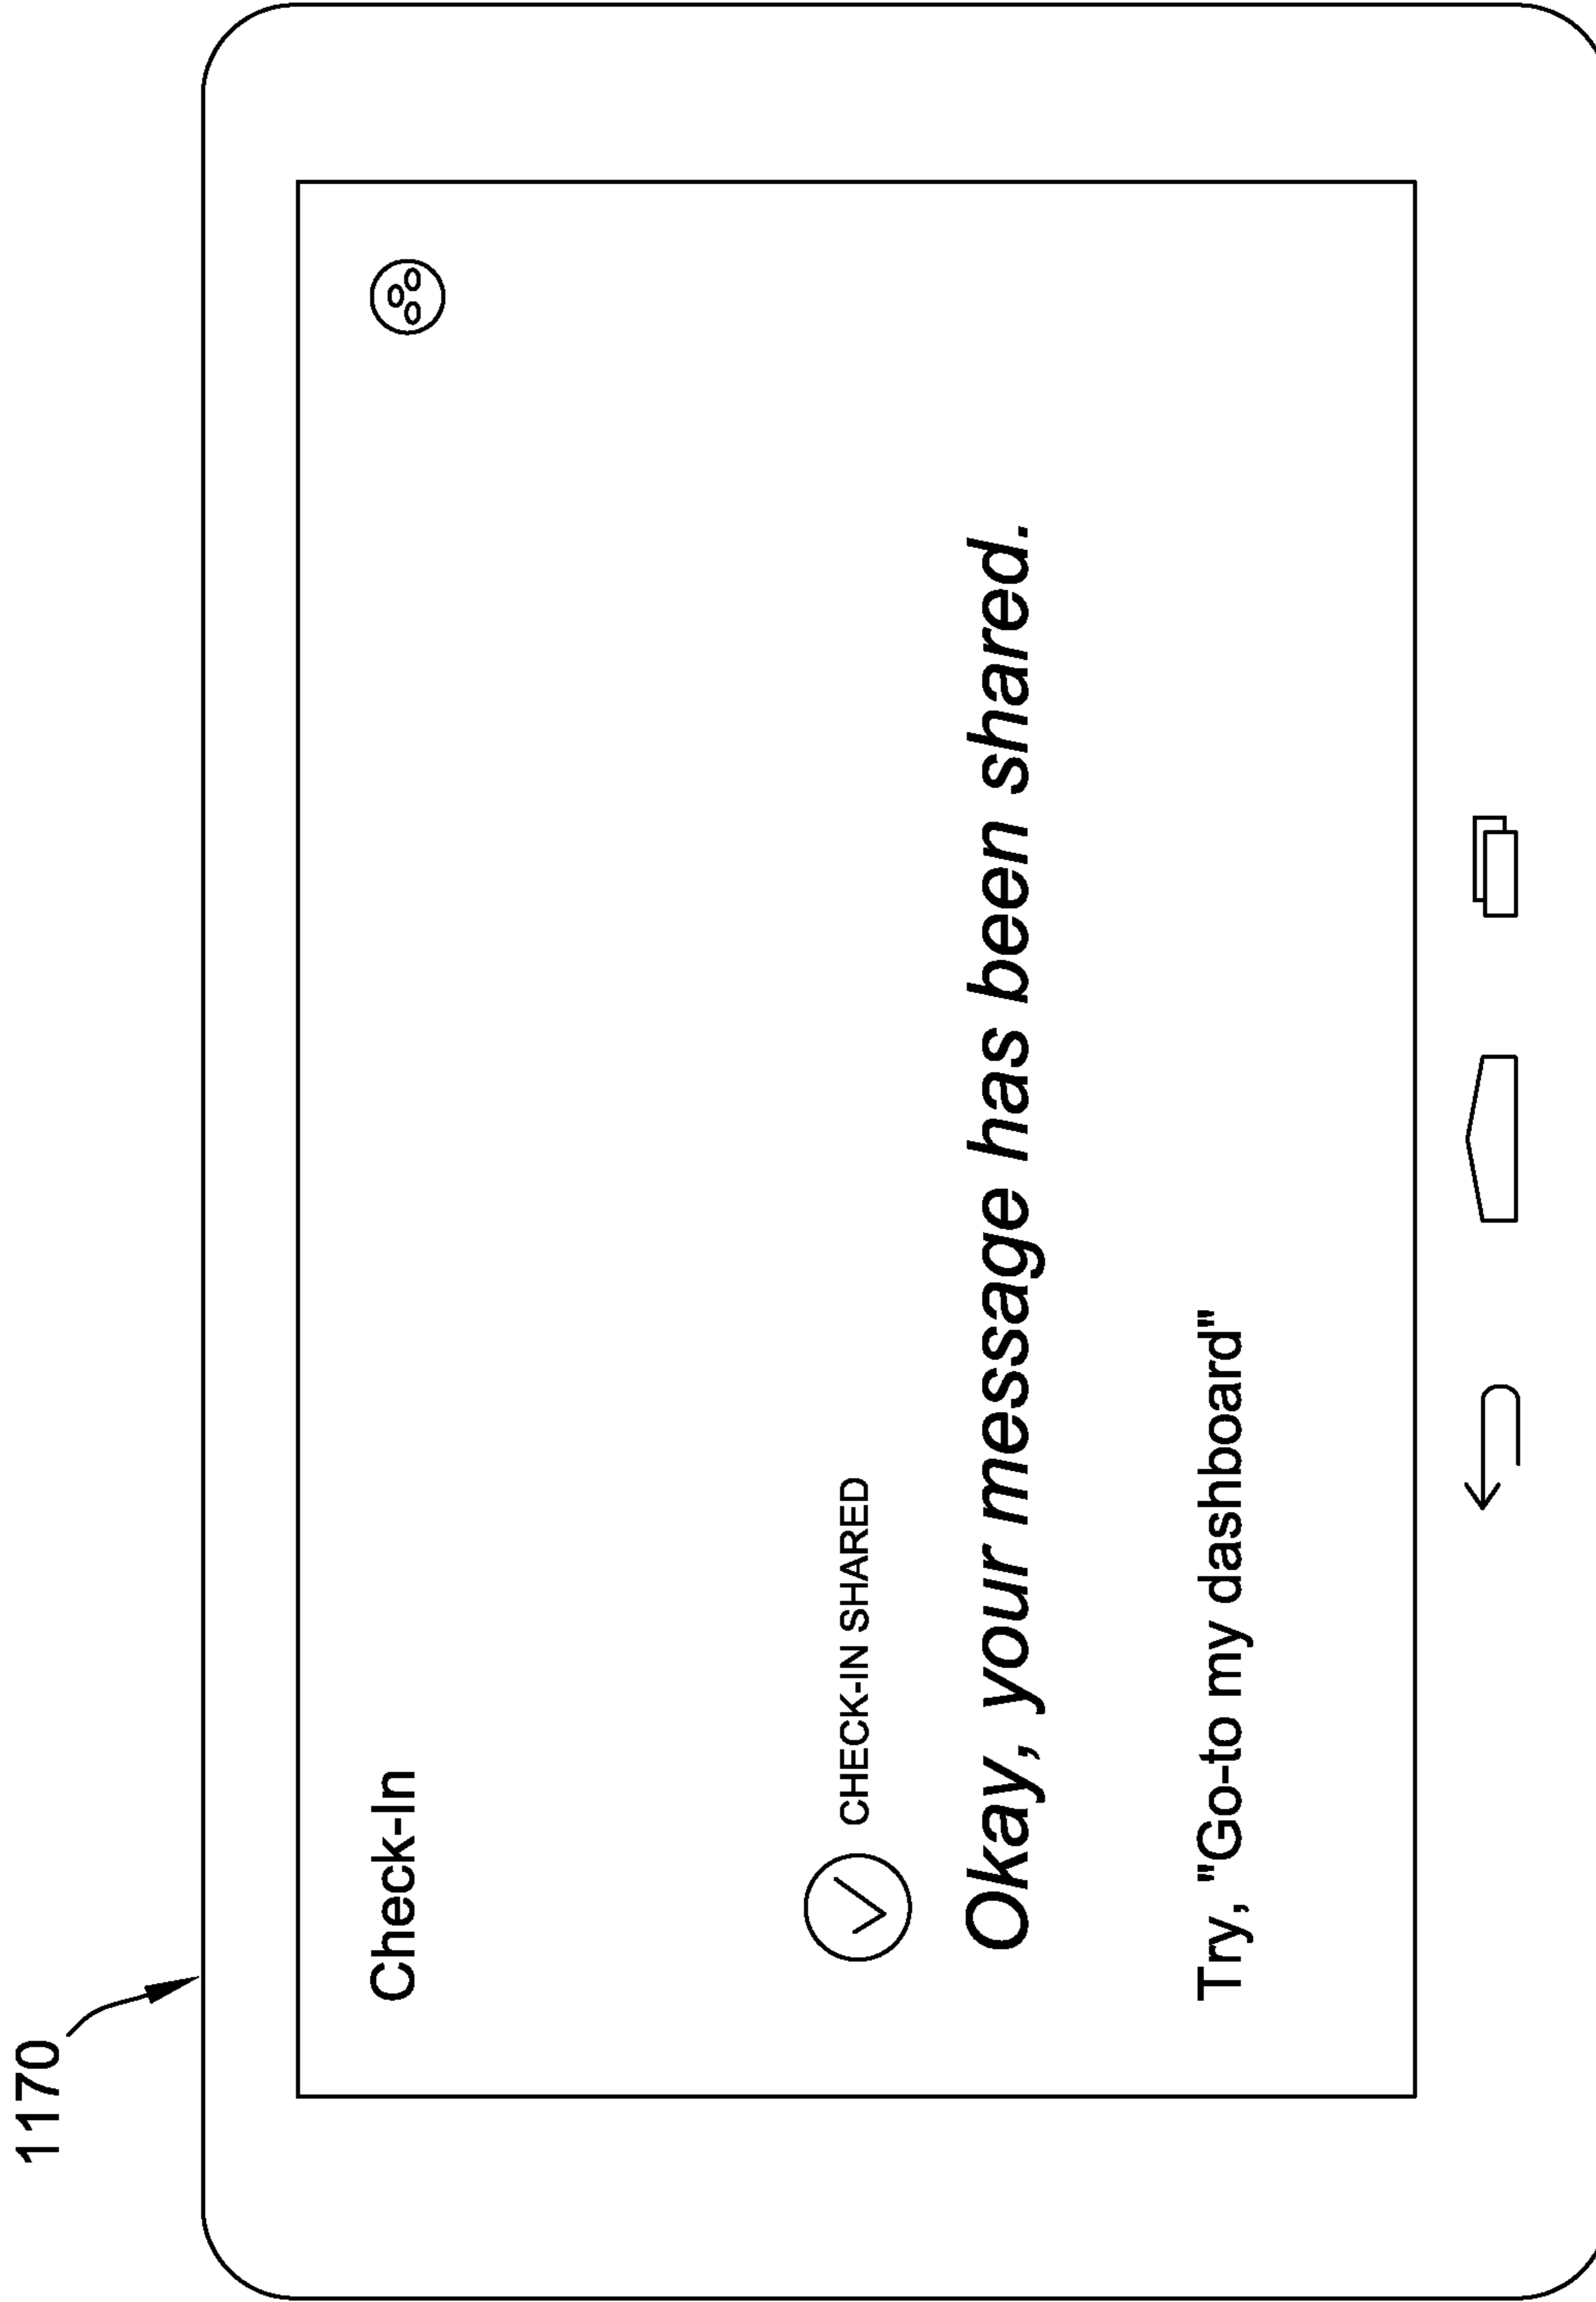 1170
Check-In
CHECK-IN SHARED
Okay, your message has been shared.
Try, "Go-to my dashboard"